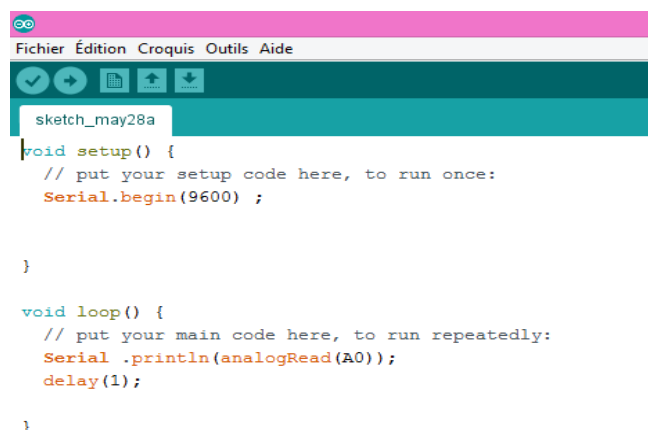 Fichier Édition Croquis Outils Aide
sketch_may28a
void setup() {
  // put your setup code here, to run once:
  Serial.begin(9600) ;
}
void loop() {
  // put your main code here, to run repeatedly:
  Serial .println(analogRead(A0));
  delay(1);
}